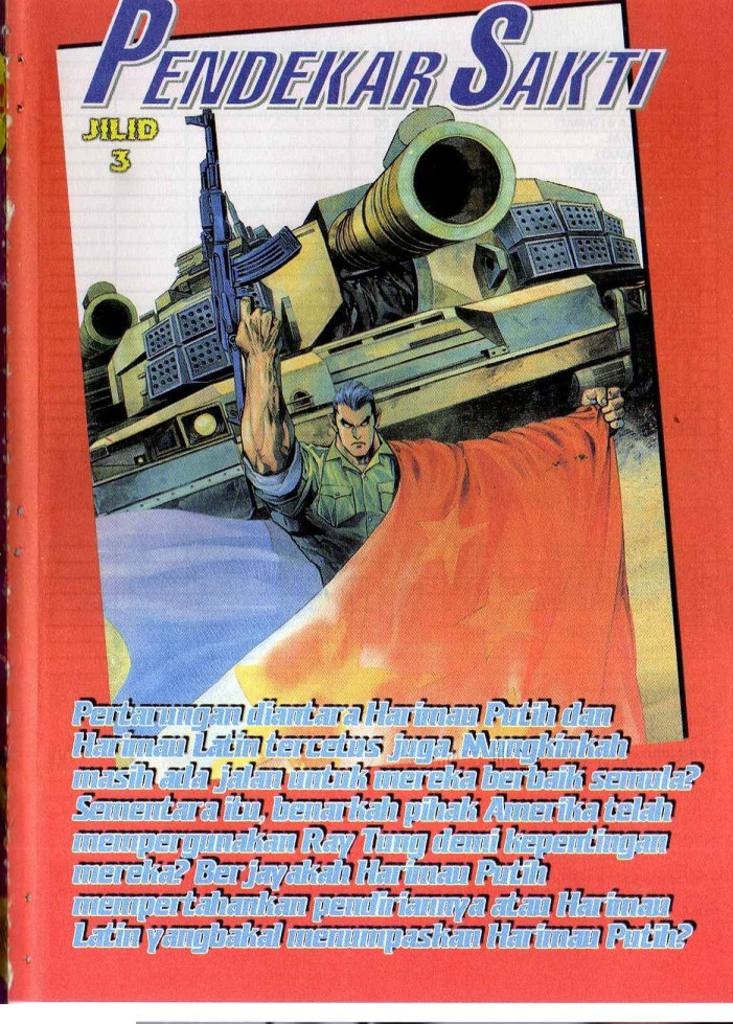 PENDEKAR SAKTI
JILID
3
Pertarungan diantara Harimau Putih dan
Harimau Latin tercetus juga. Mungkinkah
masih ada jalan untuk mereka berbaik semula?
Sementara itu, benarkah pihak Amerika telah
mempergunakan Ray Tung demi kepentingan
mereka? Berjayakah Harimau Putih
mempertahankan pendiriannya atau Harimau
Latin yangbakal menumpaskan Harimau Putih?